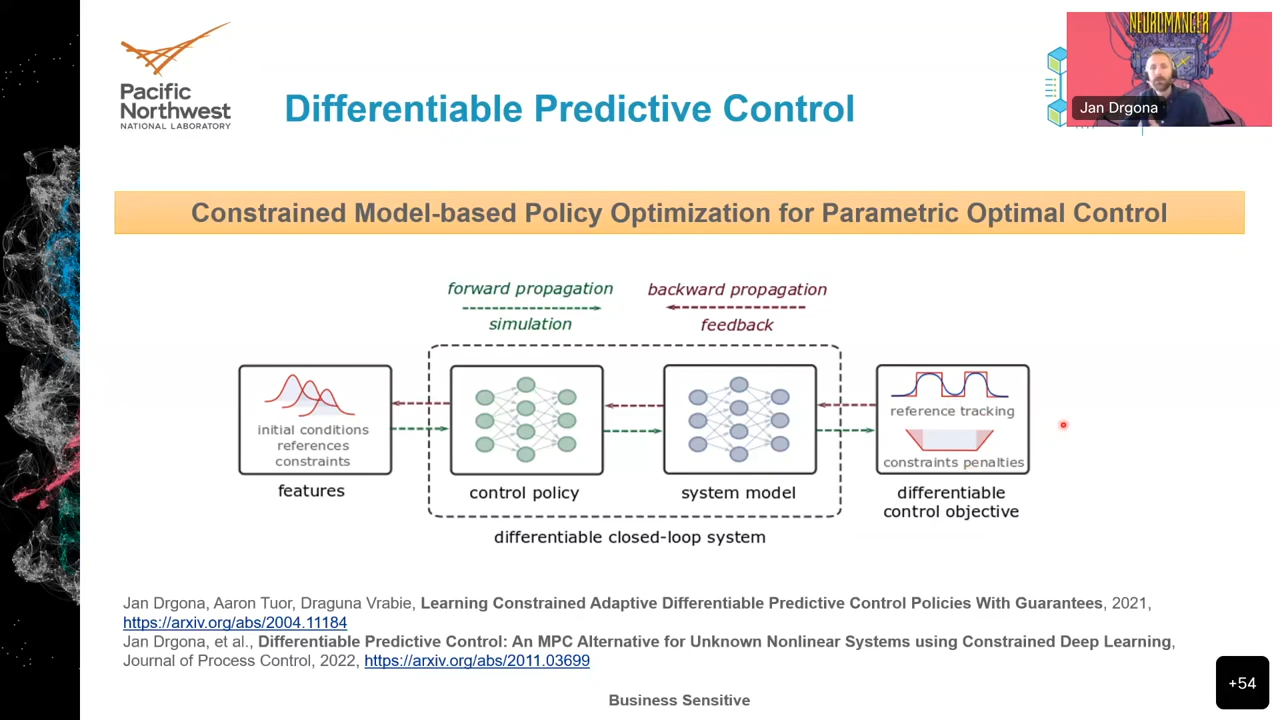 NEUROMANCER
Pacific
Northwest
NATIONAL LABORATORY
Differentiable Predictive Control
Jan Drgona
Constrained Model-based Policy Optimization for Parametric Optimal Control
forward propagation
simulation
backward propagation
feedback
initial conditions
references
constraints
features
control policy
system model
reference tracking
constraints penalties
differentiable
control objective
differentiable closed-loop system
Jan Drgona, Aaron Tuor, Draguna Vrabie, Learning Constrained Adaptive Differentiable Predictive Control Policies With Guarantees, 2021,
https://arxiv.org/abs/2004.11184
Jan Drgona, et al., Differentiable Predictive Control: An MPC Alternative for Unknown Nonlinear Systems using Constrained Deep Learning,
Journal of Process Control, 2022, https://arxiv.org/abs/2011.03699
+54
Business Sensitive